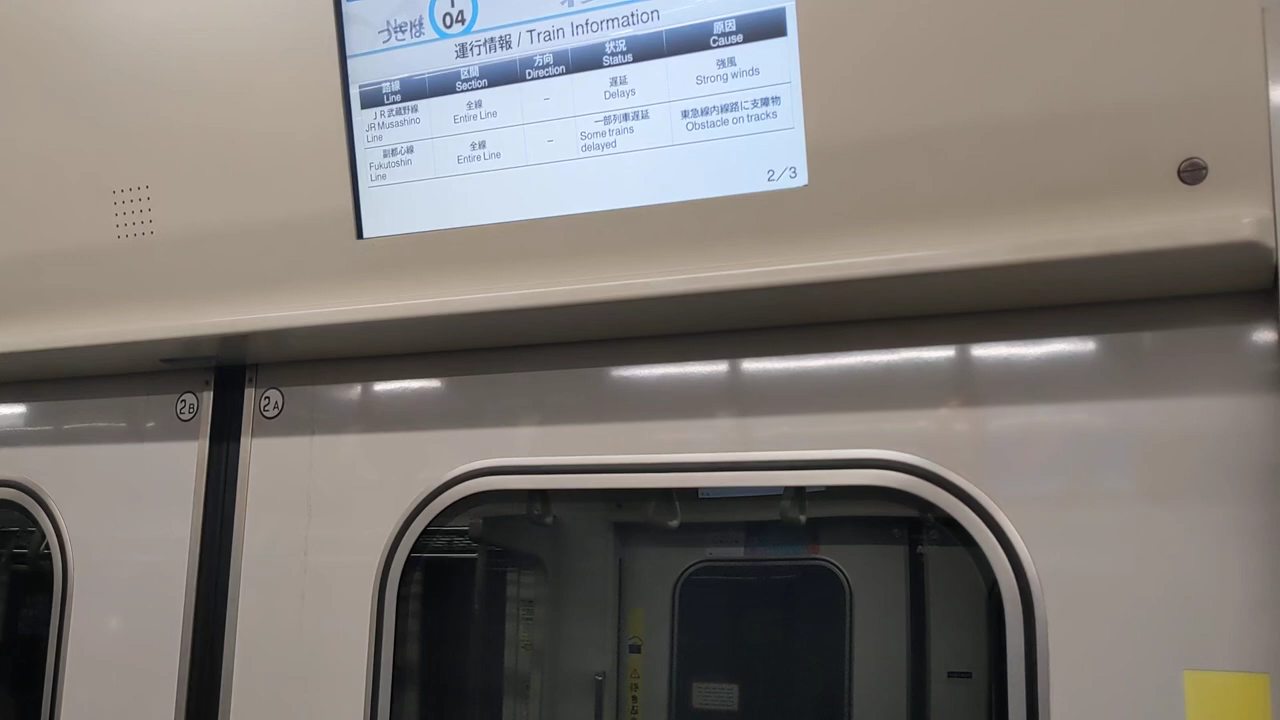 04
運行情報 / Train Information
路線 区間 方向 状況 原因
Line Section Direction Status Cause
JR武蔵野線 全線 – 遅延 強風
JR Musashino Line Entire Line Delays Strong winds
副都心線 全線 – 一部列車遅延 東急線内線路に支障物
Fukutoshin Line Entire Line Some trains delayed Obstacle on tracks
2/3
2B
2A